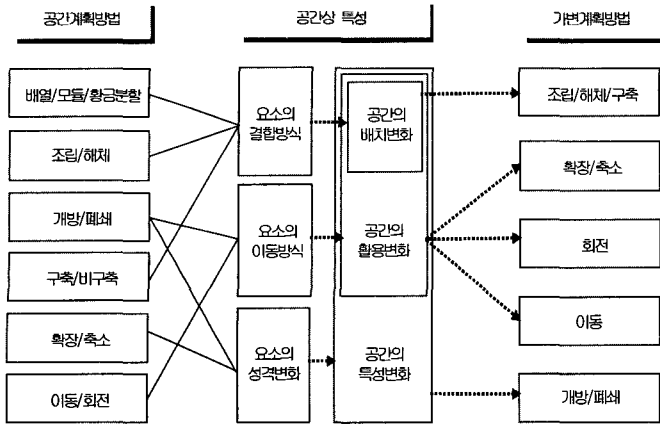 공간계획방법
공간상 특성
가변계획방법
배열/모듈/황금분할
조립/해체
개방/폐쇄
구축/비구축
확장/축소
이동/회전
요소의
결합방식
요소의
이동방식
요소의
성격변화
공간의
배치변화
공간의
활용변화
공간의
특성변화
조립/해체/구축
확장/축소
회전
이동
개방/폐쇄